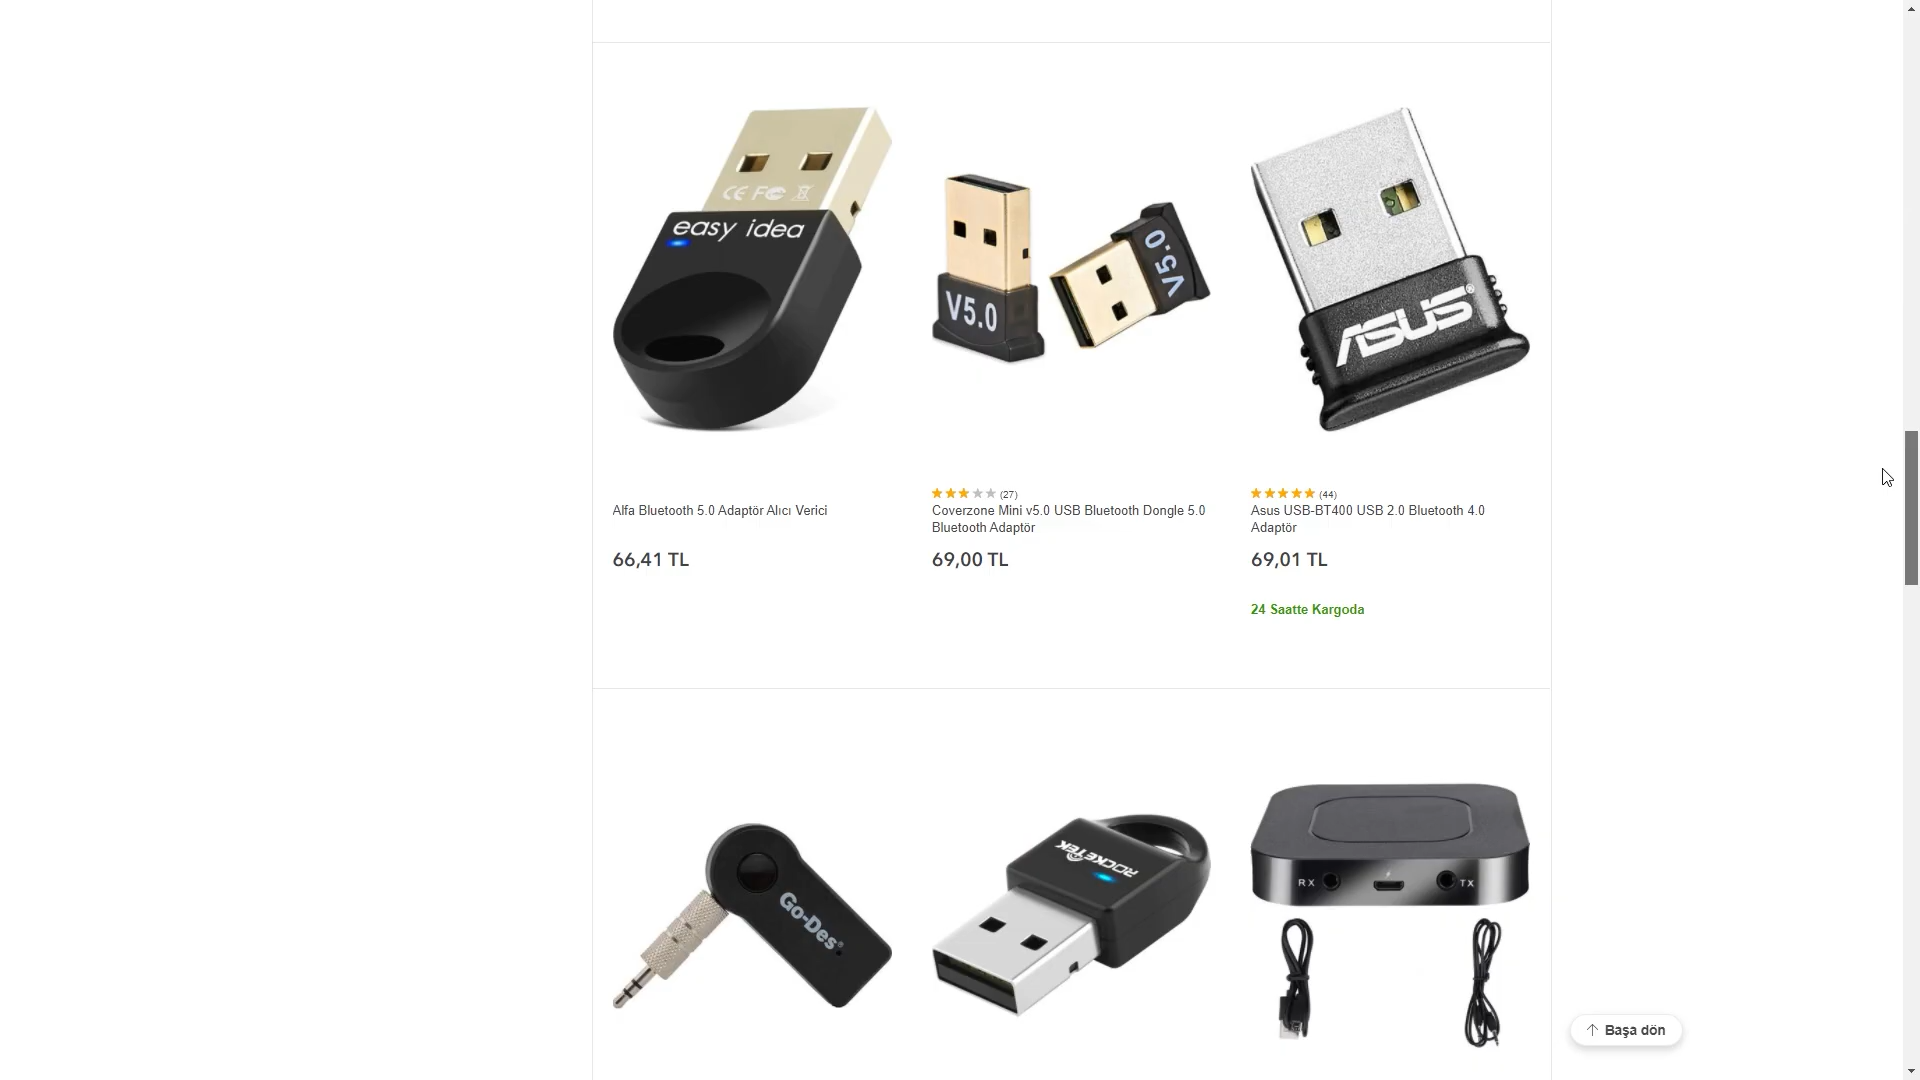 CE FC
easy idea
V5.0
V5.0
ASUS
Alfa Bluetooth 5.0 Adaptör Alıcı Verici
66,41 TL
(27)
Coverzone Mini v5.0 USB Bluetooth Dongle 5.0
Bluetooth Adaptör
69,00 TL
(44)
Asus USB-BT400 USB 2.0 Bluetooth 4.0
Adaptör
69,01 TL
24 Saatte Kargoda
Go-Des®
ROCKETEK
RX TX
Başa dön